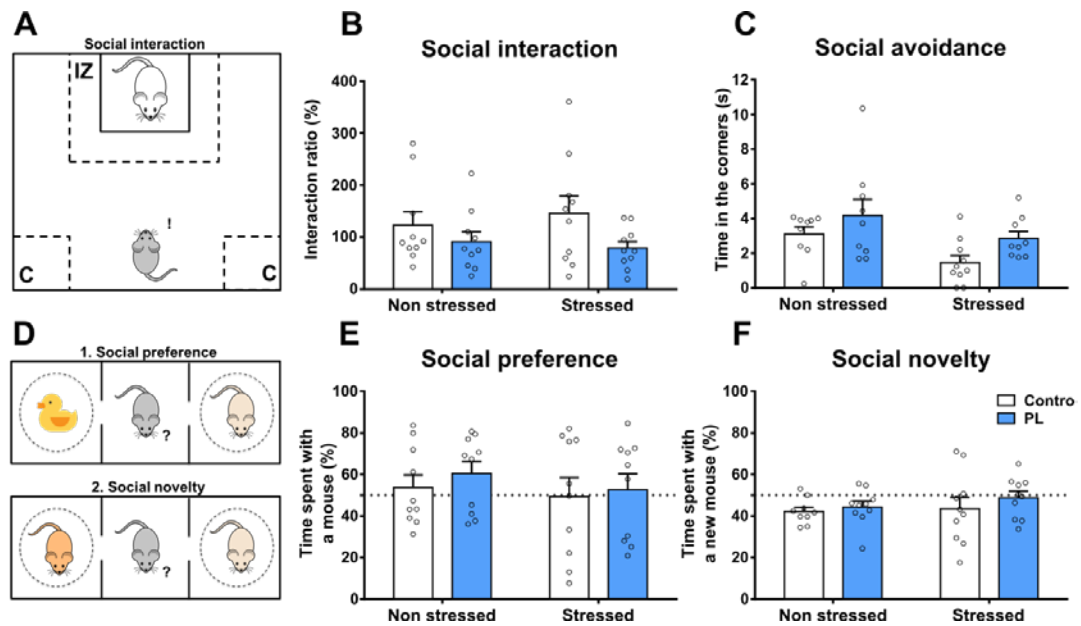 A
Social interaction
IZ
!
C
C
B
Social interaction
Interaction ratio (%)
400
300
200
100
0
Non stressed
Stressed
C
Social avoidance
Time in the corners (s)
12
10
8
6
4
2
0
Non stressed
Stressed
D
1. Social preference
?
2. Social novelty
?
E
Social preference
Time spent with
a mouse (%)
100
80
60
40
20
0
Non stressed
Stressed
F
Social novelty
Time spent with
a new mouse (%)
100
80
60
40
20
0
Non stressed
Stressed
Contro
PL